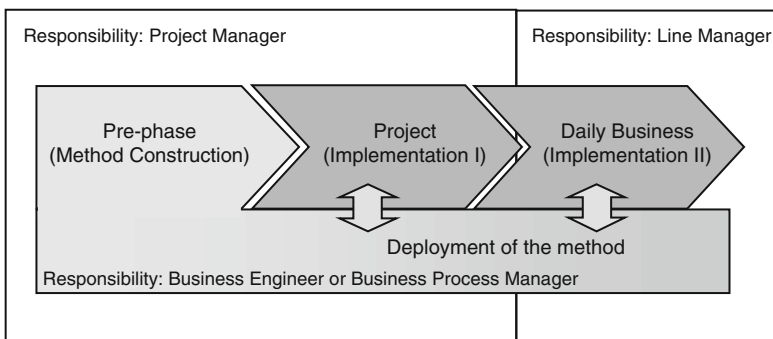 Responsibility: Project Manager
Responsibility: Line Manager
Pre-phase
(Method Construction)
Project
(Implementation I)
Daily Business
(Implementation II)
Deployment of the method
Responsibility: Business Engineer or Business Process Manager